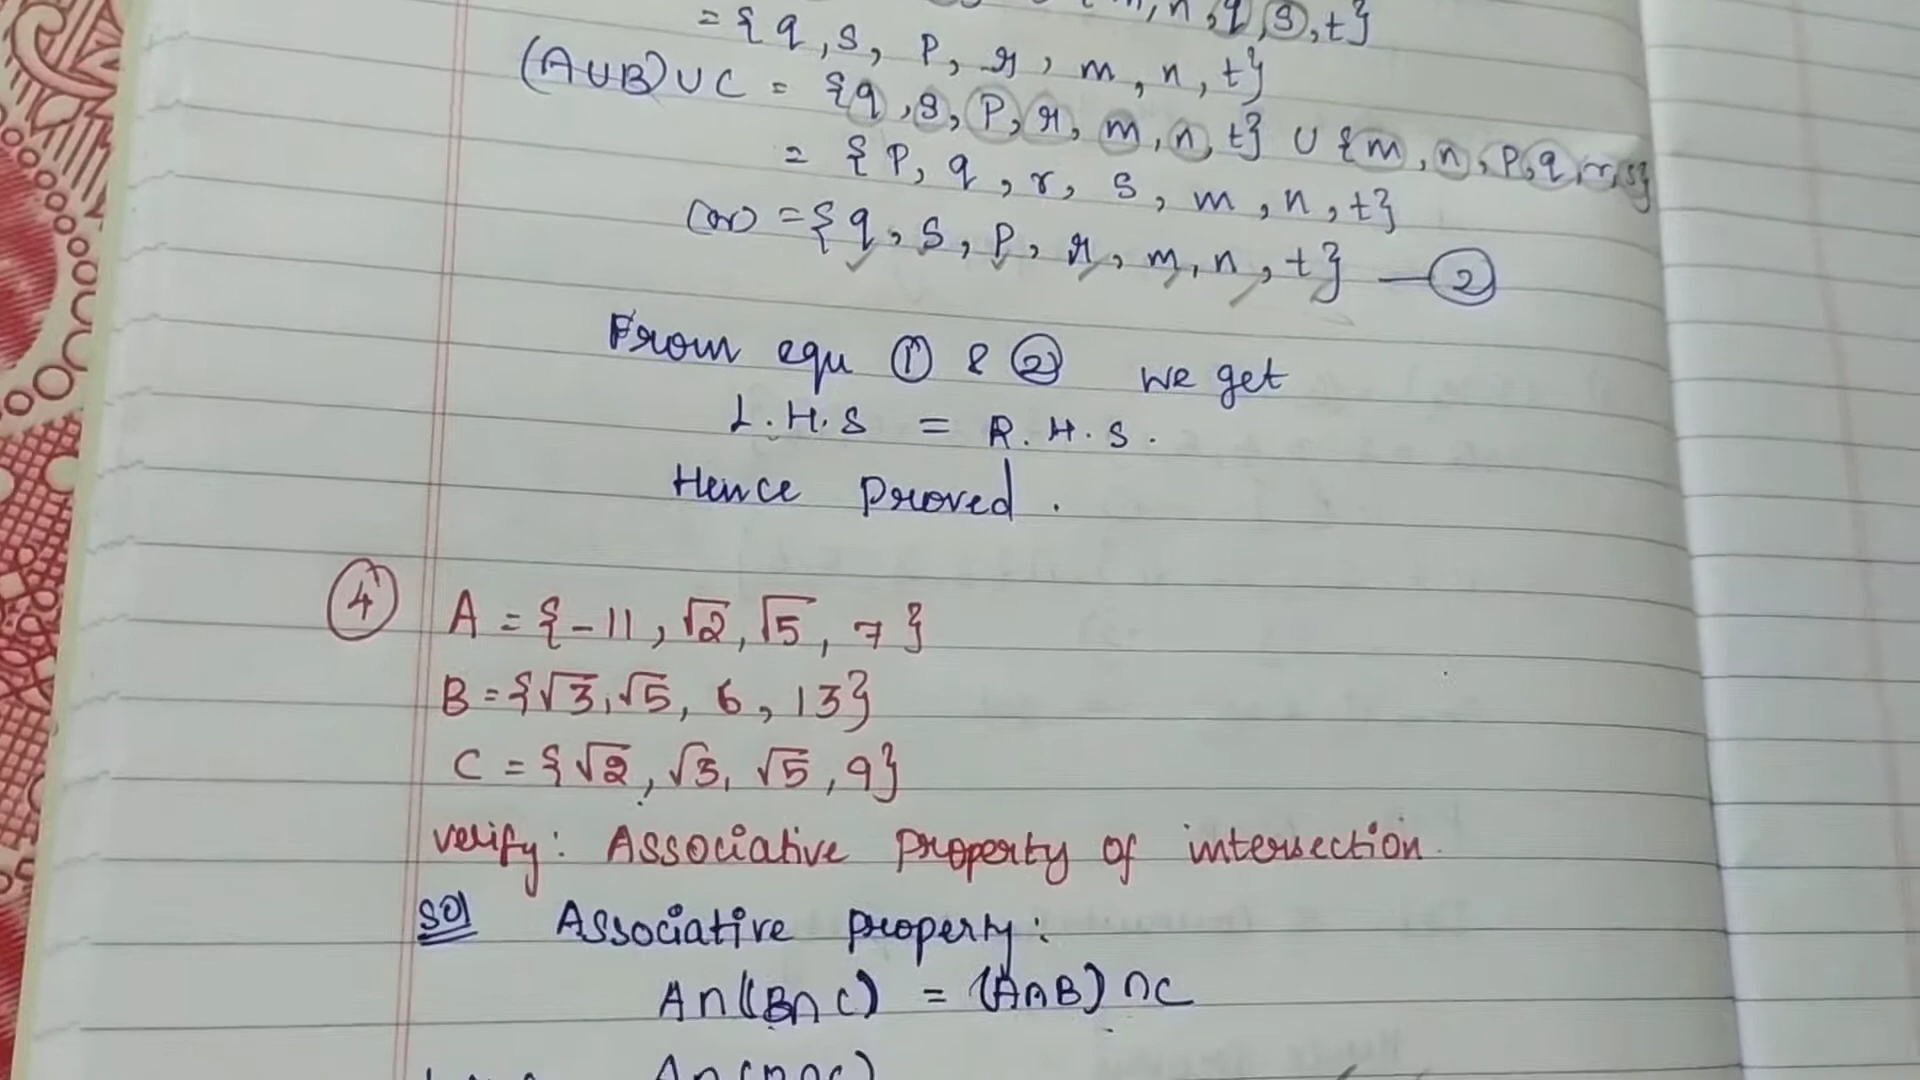 m, n, q, s, t}
= {q, s, p, r, m, n, t}
(A∪B)∪C = {q, s, p, r, m, n, t} ∪ {m, n, p, q, r, s}
= {p, q, r, s, m, n, t}
(or) = {q, s, p, r, m, n, t} — ②
From equ ① & ② we get
L.H.S = R.H.S.
Hence proved.
④ A = {-11, √2, √5, 7}
B = {√3, √5, 6, 13}
C = {√2, √3, √5, 9}
verify: Associative property of intersection.
Sol Associative property:
A∩(B∩C) = (A∩B)∩C
A∩(B∩C)